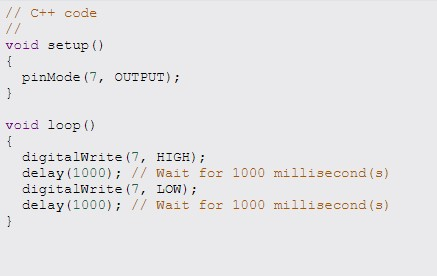 // C++ code
//
void setup()
{
  pinMode(7, OUTPUT);
}

void loop()
{
  digitalWrite(7, HIGH);
  delay(1000); // Wait for 1000 millisecond(s)
  digitalWrite(7, LOW);
  delay(1000); // Wait for 1000 millisecond(s)
}